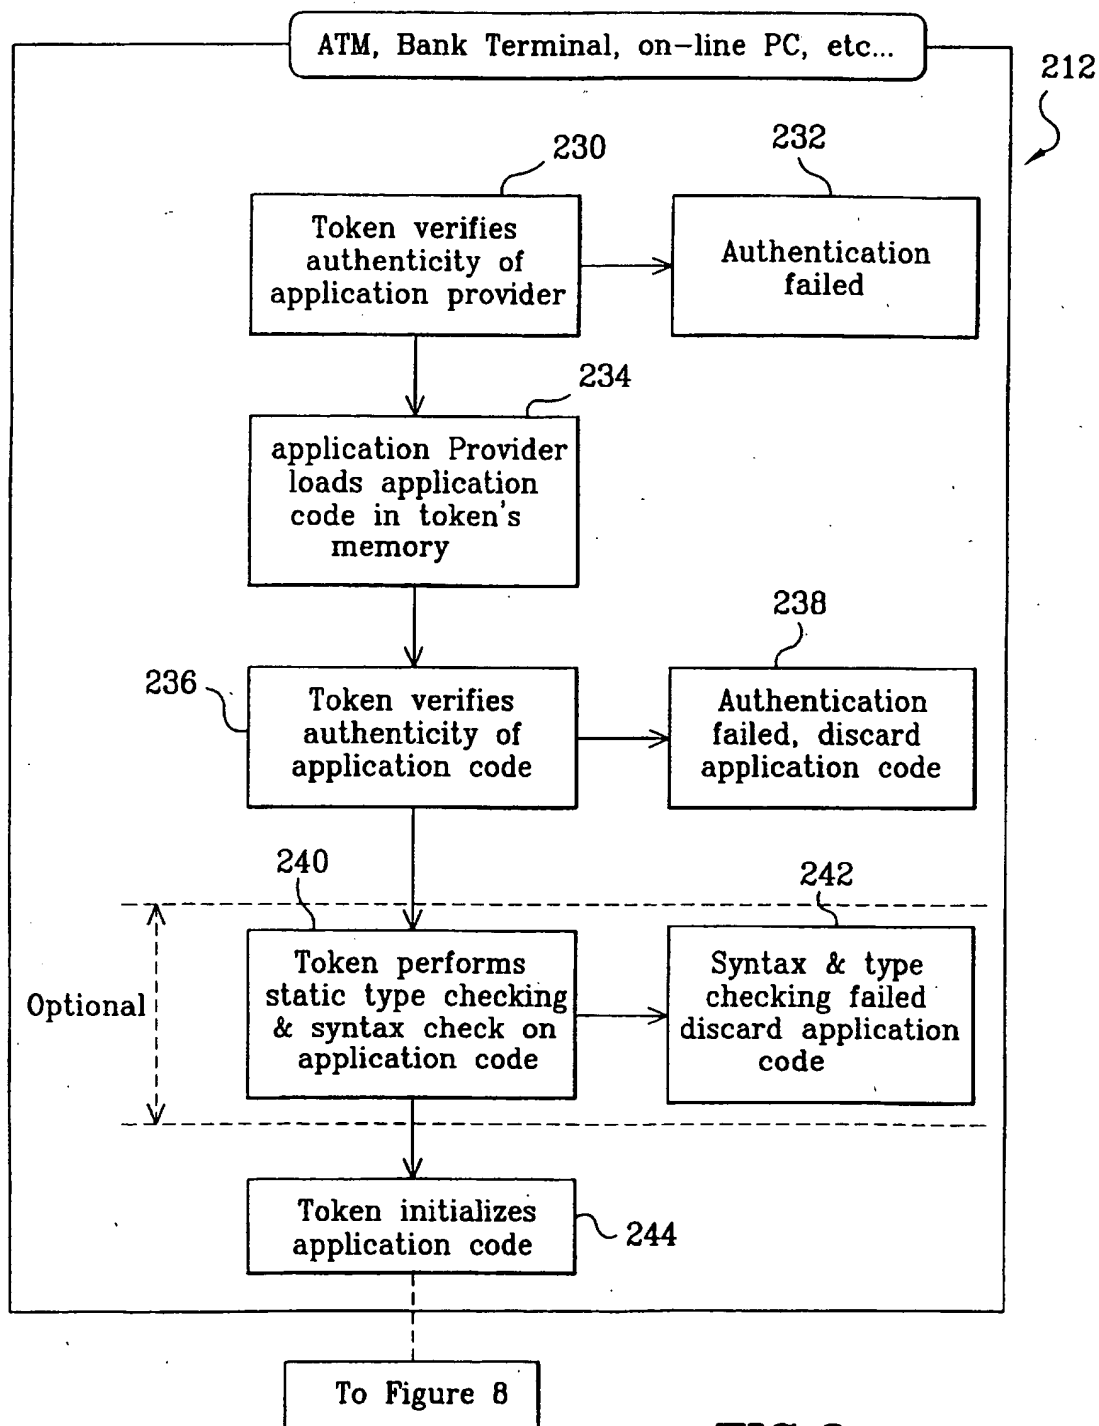 ATM, Bank Terminal, on-line PC, etc...
212
230
232
Token verifies
authenticity of
application provider
Authentication
failed
234
application Provider
loads application
code in token's
memory
236
238
Token verifies
authenticity of
application code
Authentication
failed, discard
application code
240
242
Optional
Token performs
static type checking
& syntax check on
application code
Syntax & type
checking failed
discard application
code
Token initializes
application code
244
To Figure 8